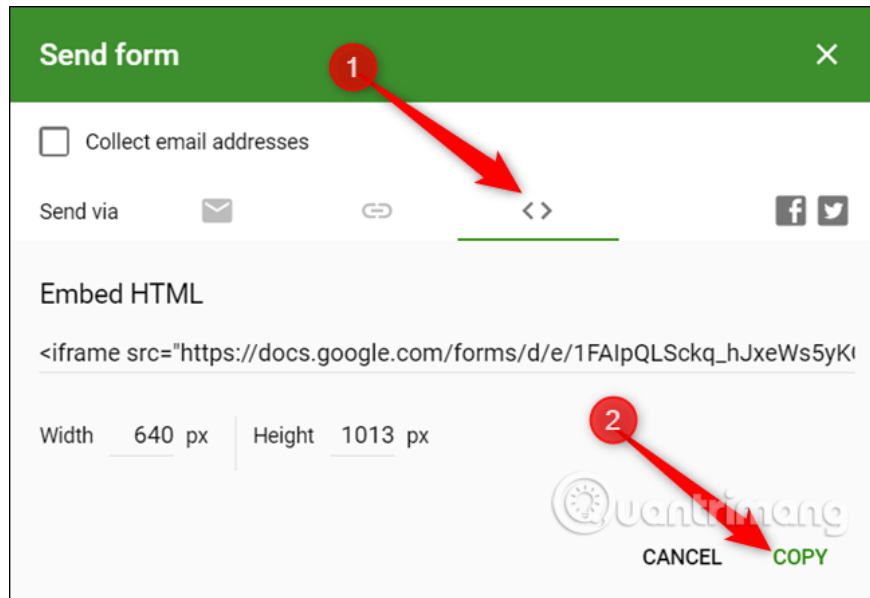 Send form
1
Collect email addresses
Send via
< >
Embed HTML
<iframe src="https://docs.google.com/forms/d/e/1FAIpQLSckq_hJxeWs5yK
Width 640 px Height 1013 px
2
Quantrimang
CANCEL COPY